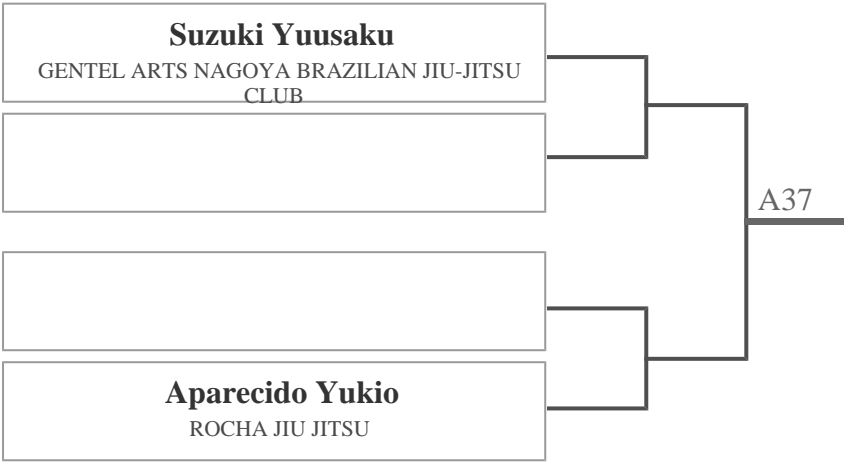 Suzuki Yuusaku
GENTEL ARTS NAGOYA BRAZILIAN JIU-JITSU
CLUB
A37
Aparecido Yukio
ROCHA JIU JITSU